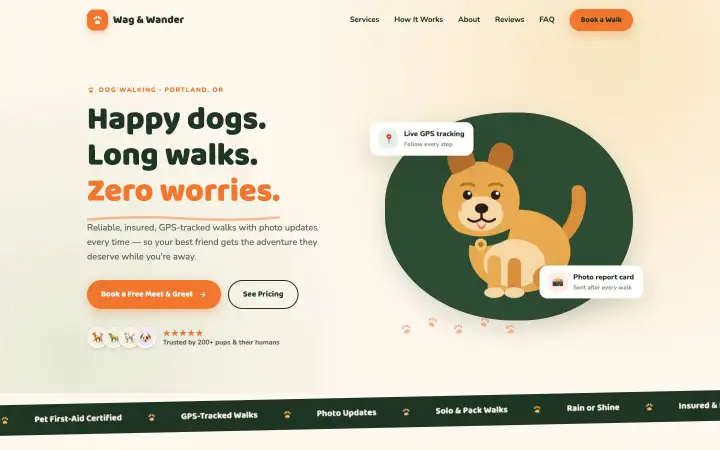 Wag & Wander
Services How It Works About Reviews FAQ Book a Walk
DOG WALKING · PORTLAND, OR
Happy dogs.
Long walks.
Zero worries.
Reliable, insured, GPS-tracked walks with photo updates
every time — so your best friend gets the adventure they
deserve while you're away.
Book a Free Meet & Greet →
See Pricing
★★★★★
Trusted by 200+ pups & their humans
Live GPS tracking
Follow every step
Photo report card
Sent after every walk
Pet First-Aid Certified GPS-Tracked Walks Photo Updates Solo & Pack Walks Rain or Shine Insured &